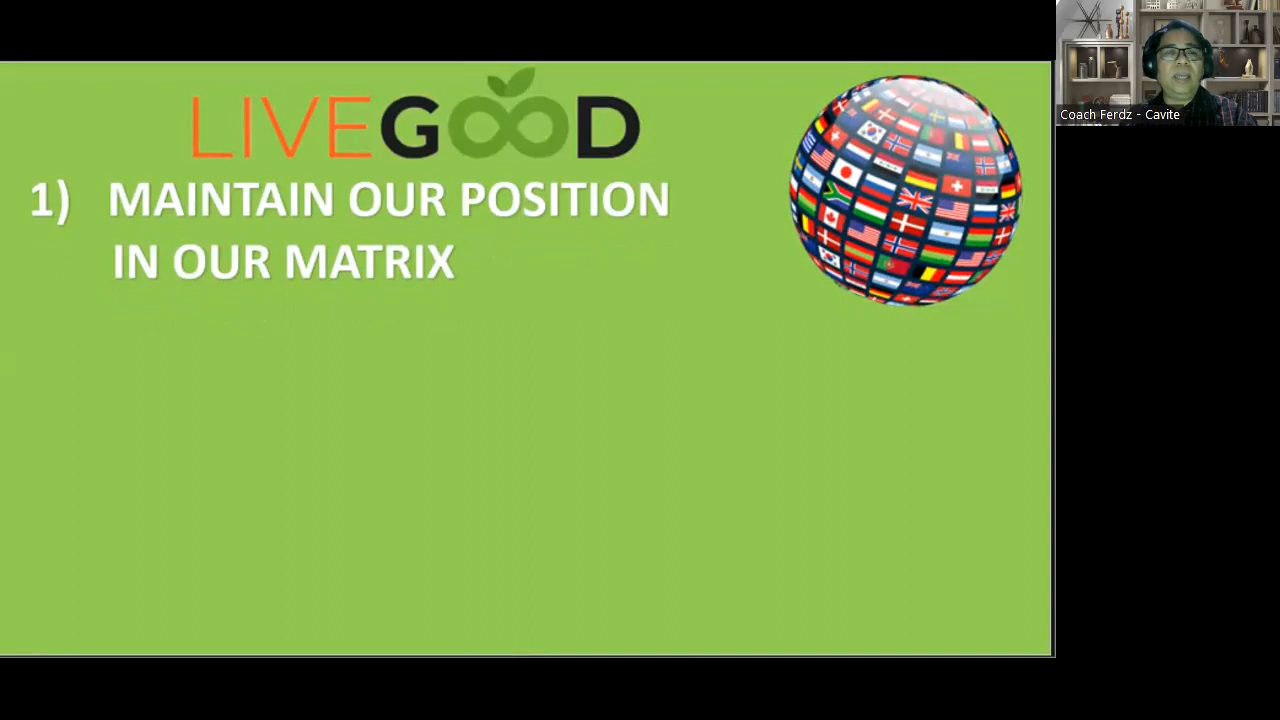 LIVEGOOD
1) MAINTAIN OUR POSITION
IN OUR MATRIX
Coach Ferdz - Cavite